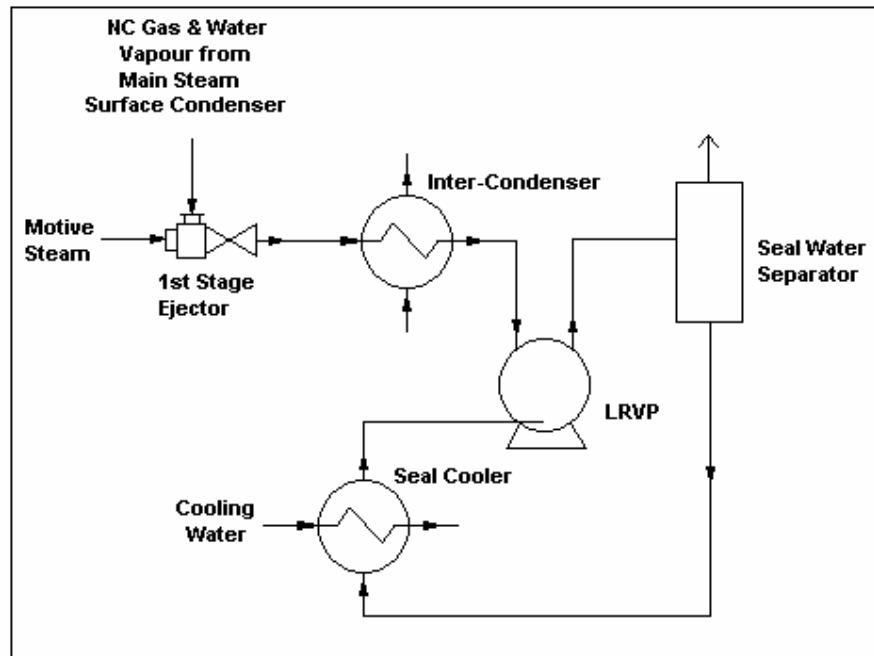 NC Gas & Water
Vapour from
Main Steam
Surface Condenser
Inter-Condenser
Motive
Steam
1st Stage
Ejector
Seal Water
Separator
LRVP
Seal Cooler
Cooling
Water